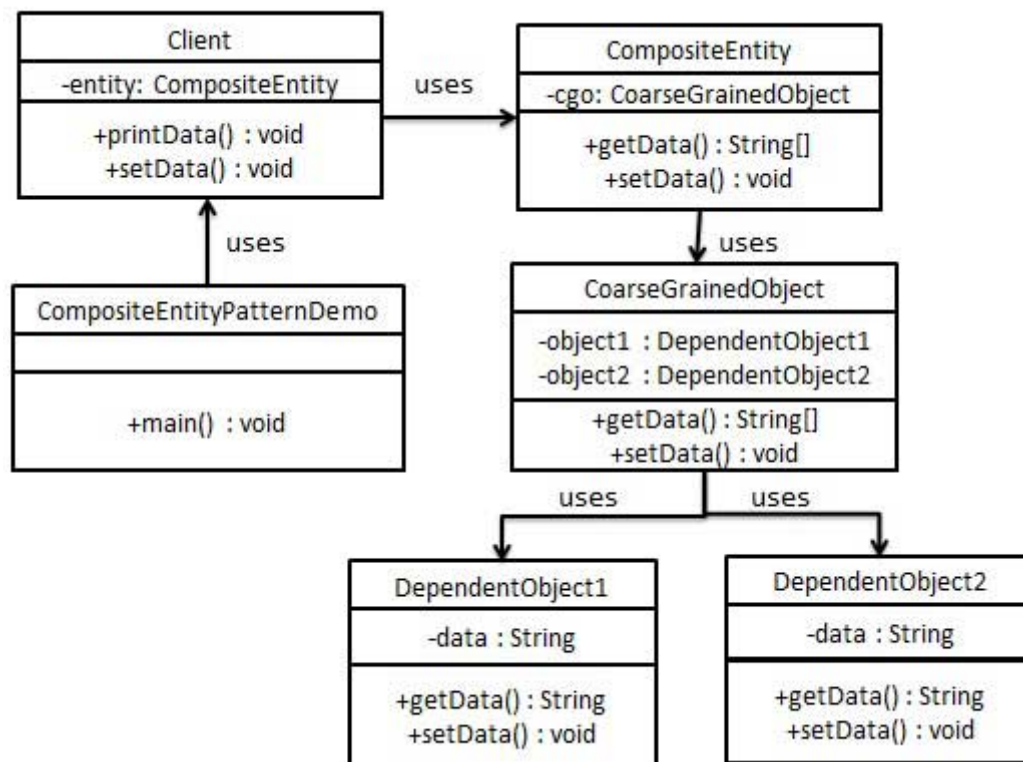 Client
-entity: CompositeEntity
+printData() : void
+setData() : void
uses
CompositeEntity
-cgo: CoarseGrainedObject
+getData() : String[]
+setData() : void
uses
uses
CompositeEntityPatternDemo
+main() : void
CoarseGrainedObject
-object1 : DependentObject1
-object2 : DependentObject2
+getData() : String[]
+setData() : void
uses
uses
DependentObject1
-data : String
+getData() : String
+setData() : void
DependentObject2
-data : String
+getData() : String
+setData() : void